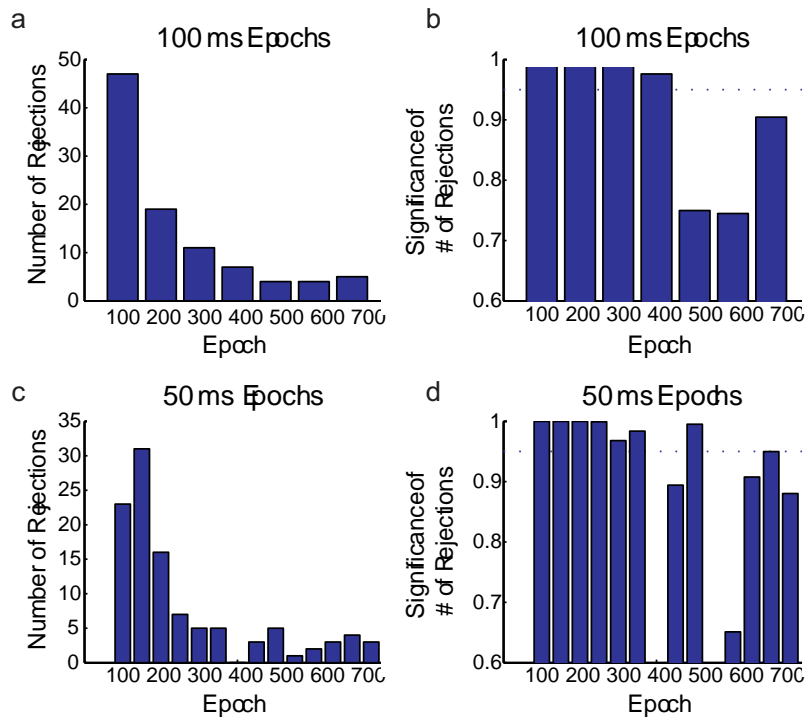 a
100 ms Epochs
Number of Rejections
50
40
30
20
10
0
100 200 300 400 500 600 700
Epoch
b
100 ms Epochs
Significance of
# of Rejections
1
0.9
0.8
0.7
0.6
100 200 300 400 500 600 700
Epoch
c
50 ms Epochs
Number of Rejections
35
30
25
20
15
10
5
0
100 200 300 400 500 600 700
Epoch
d
50 ms Epochs
Significance of
# of Rejections
1
0.9
0.8
0.7
0.6
100 200 300 400 500 600 700
Epoch